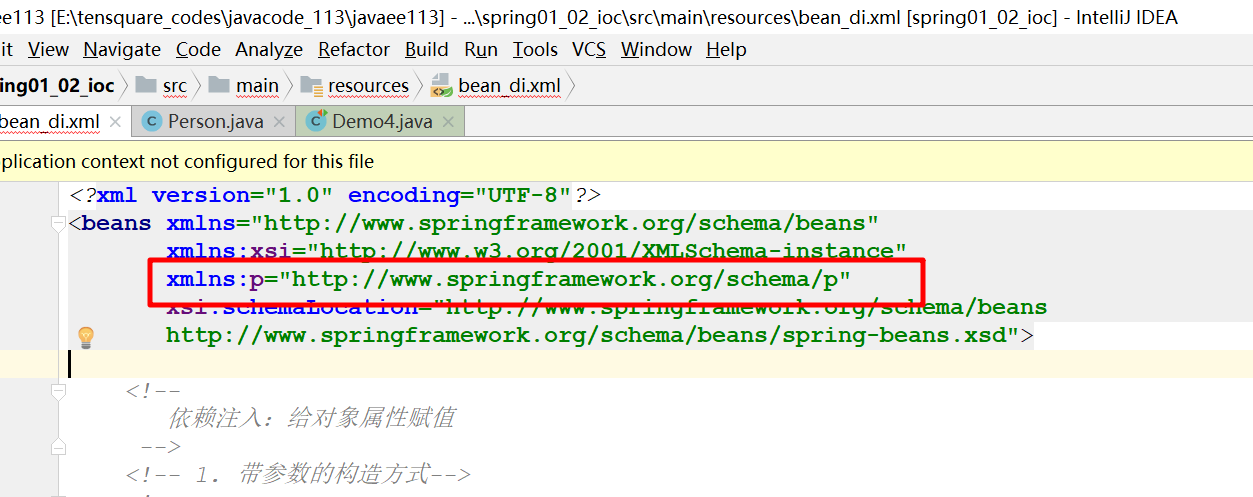 ee113 [E:\tensquare_codes\javacode_113\javaee113] - ...\spring01_02_ioc\src\main\resources\bean_di.xml [spring01_02_ioc] - IntelliJ IDEA
it View Navigate Code Analyze Refactor Build Run Tools VCS Window Help
ing01_02_ioc src main resources bean_di.xml
bean_di.xml Person.java Demo4.java
plication context not configured for this file
<?xml version="1.0" encoding="UTF-8"?>
<beans xmlns="http://www.springframework.org/schema/beans"
xmlns:xsi="http://www.w3.org/2001/XMLSchema-instance"
xmlns:p="http://www.springframework.org/schema/p"
xsi:schemaLocation="http://www.springframework.org/schema/beans
http://www.springframework.org/schema/beans/spring-beans.xsd">
<!--
依赖注入：给对象属性赋值
-->
<!-- 1. 带参数的构造方式-->